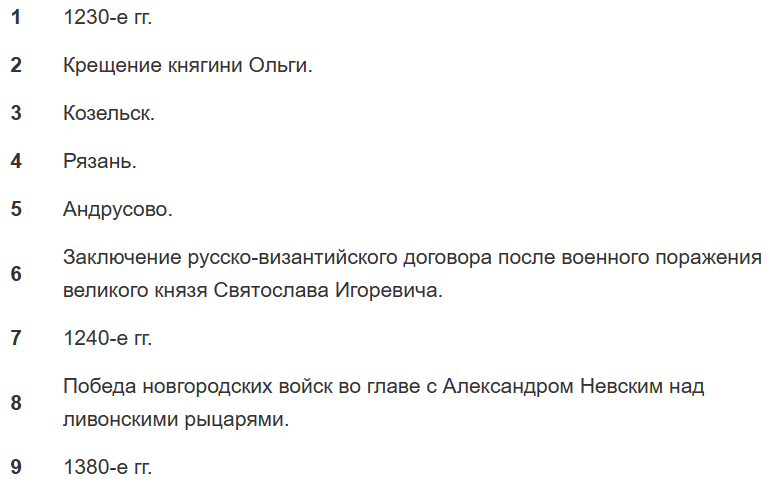 1 1230-е гг.
2 Крещение княгини Ольги.
3 Козельск.
4 Рязань.
5 Андрусово.
6 Заключение русско-византийского договора после военного поражения
великого князя Святослава Игоревича.
7 1240-е гг.
8 Победа новгородских войск во главе с Александром Невским над
ливонскими рыцарями.
9 1380-е гг.